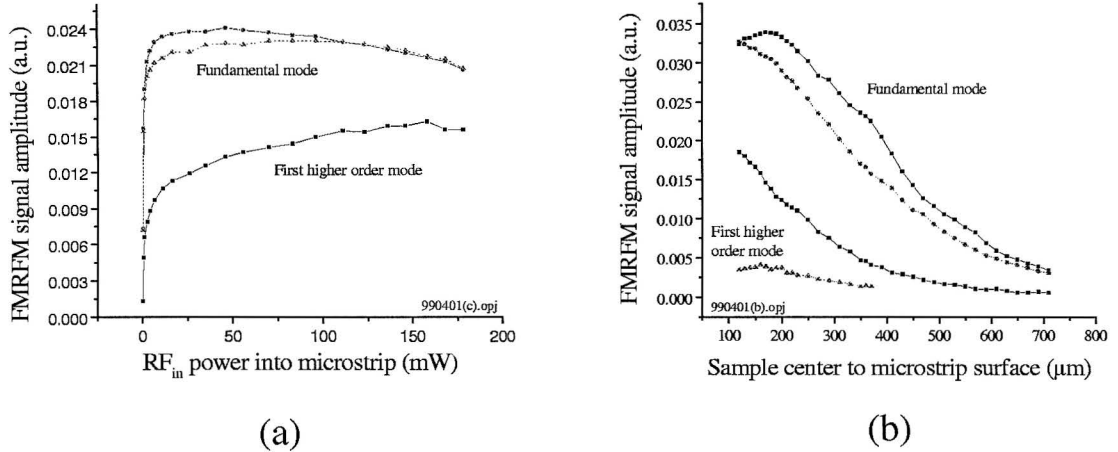 FMRFM signal amplitude (a.u.)
0.024
0.021
0.018
0.015
0.012
0.009
0.006
0.003
0.000
Fundamental mode
First higher order mode
990401(c).opj
0
50
100
150
200
RFin power into microstrip (mW)
(a)
FMRFM signal amplitude (a.u.)
0.035
0.030
0.025
0.020
0.015
0.010
0.005
0.000
Fundamental mode
First higher
order mode
990401(b).opj
100
200
300
400
500
600
700
800
Sample center to microstrip surface (µm)
(b)